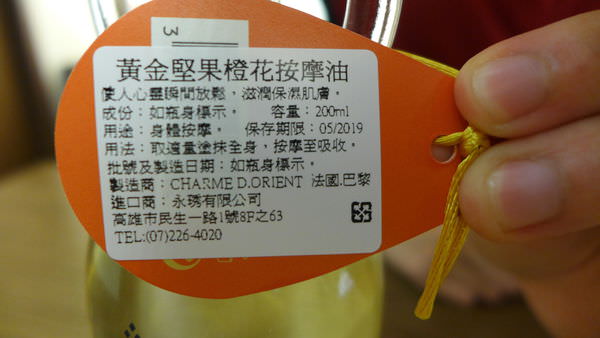 3
黃金堅果橙花按摩油
使人心靈瞬間放鬆，滋潤保濕肌膚。
成份：如瓶身標示。 容量：200ml
用途：身體按摩。 保存期限：05/2019
用法：取適量塗抹全身，按摩至吸收。
批號及製造日期：如瓶身標示。
製造商：CHARME D.ORIENT 法國.巴黎
進口商：永琇有限公司
高雄市民生一路1號8F之63
TEL:(07)226-4020